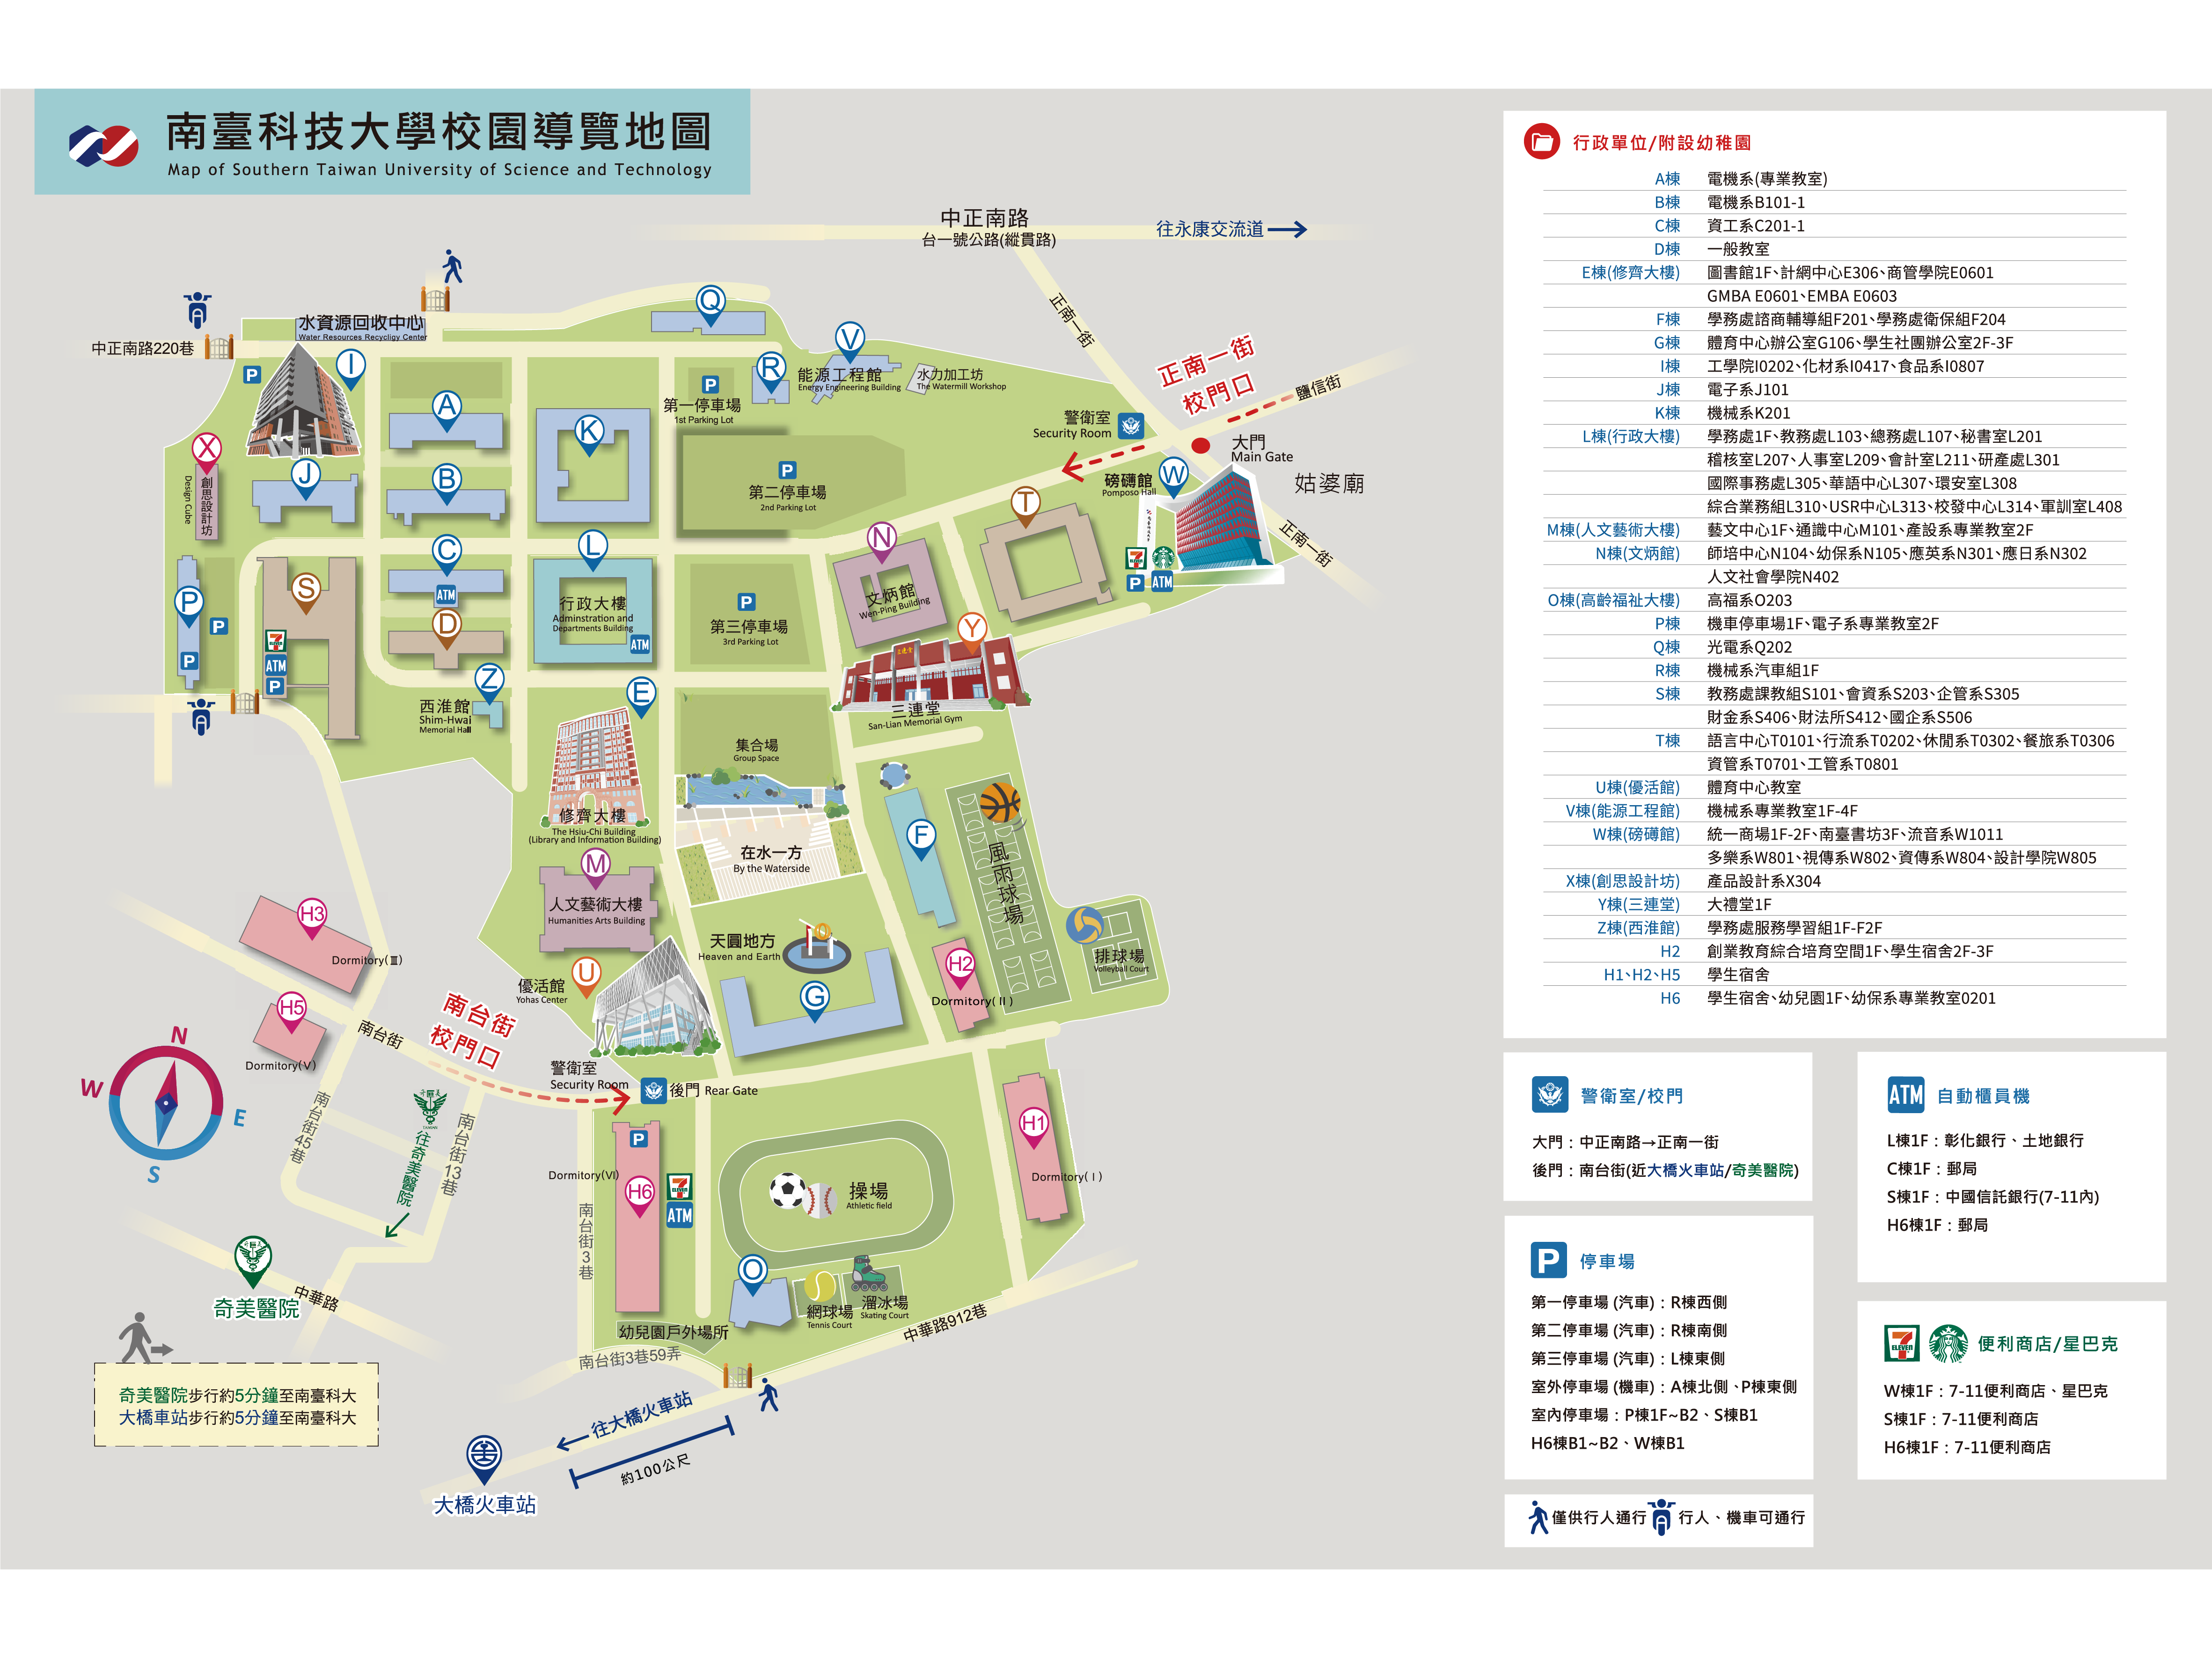 南臺科技大學校園導覽地圖
Map of Southern Taiwan University of Science and Technology
中正南路
台一號公路(縱貫路)
往永康交流道
正南一街
正南一街
校門口
鹽信街
大門
Main Gate
警衛室
Security Room
姑婆廟
正南一街
磅礴館
Pomposo Hall
W
7 ELEVEN
P
ATM
中正南路220巷
水資源回收中心
Water Resources Recycligy Center
P
I
Q
V
R
能源工程館
Energy Engineering Building
水力加工坊
The Watermill Workshop
P
第一停車場
1st Parking Lot
A
K
X
創思設計坊
Design Cube
J
B
P
第二停車場
2nd Parking Lot
T
N
文炳館
Wen-Ping Building
C
ATM
L
行政大樓
Adminstration and
Departments Building
ATM
P
第三停車場
3rd Parking Lot
P
P
P
S
7 ELEVEN
ATM
P
D
Z
西淮館
Shim-Hwai
Memorial Hall
E
Y
三連堂
三連堂
San-Lian Memorial Gym
集合場
Group Space
修齊大樓
The Hsiu-Chi Building
(Library and Information Building)
在水一方
By the Waterside
F
風雨球場
M
人文藝術大樓
Humanities Arts Building
天圓地方
Heaven and Earth
G
H2
Dormitory(Ⅱ)
排球場
Volleyball Court
U
優活館
Yohas Center
H3
Dormitory(Ⅲ)
H5
Dormitory(Ⅴ)
南台街
南台街
校門口
警衛室
Security Room
後門 Rear Gate
N
W
E
S
南台街45巷
往奇美醫院
南台街13巷
奇美醫院
中華路
P
Dormitory(Ⅵ)
H6
7 ELEVEN
ATM
南台街3巷
操場
Athletic field
H1
Dormitory(Ⅰ)
O
網球場
Tennis Court
溜冰場
Skating Court
幼兒園戶外場所
南台街3巷59弄
中華路912巷
往大橋火車站
約100公尺
大橋火車站
奇美醫院步行約5分鐘至南臺科大
大橋車站步行約5分鐘至南臺科大
行政單位/附設幼稚園
A棟 電機系(專業教室)
B棟 電機系B101-1
C棟 資工系C201-1
D棟 一般教室
E棟(修齊大樓) 圖書館1F、計網中心E306、商管學院E0601
GMBA E0601、EMBA E0603
F棟 學務處諮商輔導組F201、學務處衛保組F204
G棟 體育中心辦公室G106、學生社團辦公室2F-3F
I棟 工學院I0202、化材系I0417、食品系I0807
J棟 電子系J101
K棟 機械系K201
L棟(行政大樓) 學務處1F、教務處L103、總務處L107、秘書室L201
稽核室L207、人事室L209、會計室L211、研產處L301
國際事務處L305、華語中心L307、環安室L308
綜合業務組L310、USR中心L313、校發中心L314、軍訓室L408
M棟(人文藝術大樓) 藝文中心1F、通識中心M101、產設系專業教室2F
N棟(文炳館) 師培中心N104、幼保系N105、應英系N301、應日系N302
人文社會學院N402
O棟(高齡福祉大樓) 高福系O203
P棟 機車停車場1F、電子系專業教室2F
Q棟 光電系Q202
R棟 機械系汽車組1F
S棟 教務處課教組S101、會資系S203、企管系S305
財金系S406、財法所S412、國企系S506
T棟 語言中心T0101、行流系T0202、休閒系T0302、餐旅系T0306
資管系T0701、工管系T0801
U棟(優活館) 體育中心教室
V棟(能源工程館) 機械系專業教室1F-4F
W棟(磅礴館) 統一商場1F-2F、南臺書坊3F、流音系W1011
多樂系W801、視傳系W802、資傳系W804、設計學院W805
X棟(創思設計坊) 產品設計系X304
Y棟(三連堂) 大禮堂1F
Z棟(西淮館) 學務處服務學習組1F-F2F
H2 創業教育綜合培育空間1F、學生宿舍2F-3F
H1、H2、H5 學生宿舍
H6 學生宿舍、幼兒園1F、幼保系專業教室0201
警衛室/校門
大門：中正南路→正南一街
後門：南台街(近大橋火車站/奇美醫院)
P 停車場
第一停車場 (汽車)：R棟西側
第二停車場 (汽車)：R棟南側
第三停車場 (汽車)：L棟東側
室外停車場 (機車)：A棟北側、P棟東側
室內停車場：P棟1F~B2、S棟B1
H6棟B1~B2、W棟B1
僅供行人通行 行人、機車可通行
ATM 自動櫃員機
L棟1F：彰化銀行、土地銀行
C棟1F：郵局
S棟1F：中國信託銀行(7-11內)
H6棟1F：郵局
7 ELEVEN 便利商店/星巴克
W棟1F：7-11便利商店、星巴克
S棟1F：7-11便利商店
H6棟1F：7-11便利商店